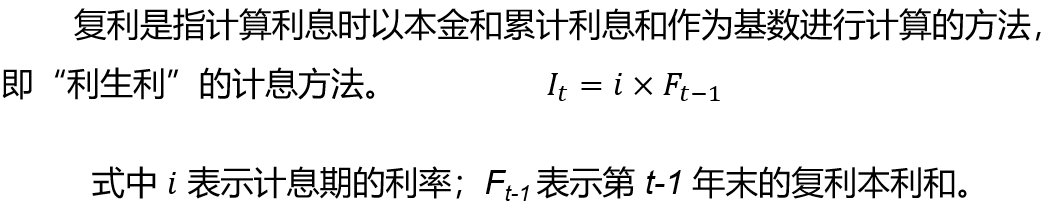 复利是指计算利息时以本金和累计利息和作为基数进行计算的方法，
即“利生利”的计息方法。 $I_t = i \times F_{t-1}$
式中 $i$ 表示计息期的利率；$F_{t-1}$ 表示第 t-1 年末的复利本利和。